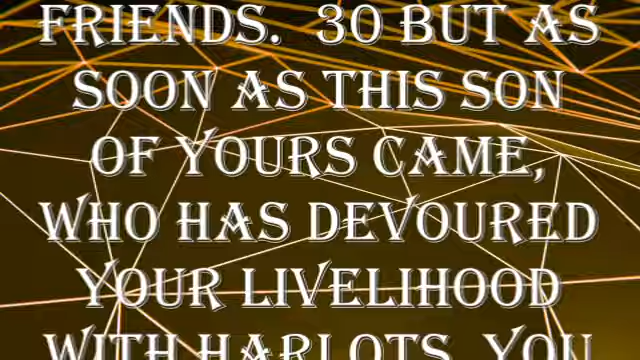 FRIENDS. 30 BUT AS
SOON AS THIS SON
OF YOURS CAME,
WHO HAS DEVOURED
YOUR LIVELIHOOD
WITH HARLOTS, YOU